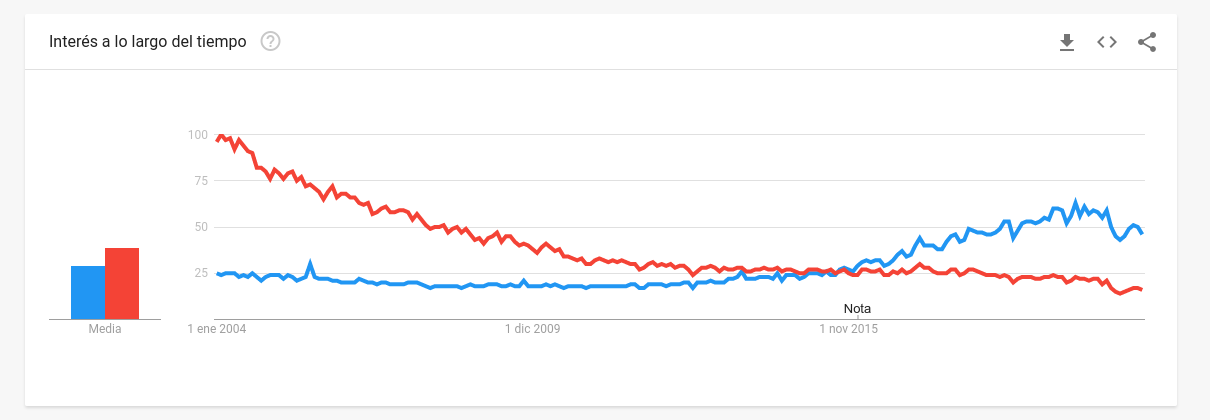 Interés a lo largo del tiempo ?
100
75
50
25
Nota
Media
1 ene 2004 1 dic 2009 1 nov 2015